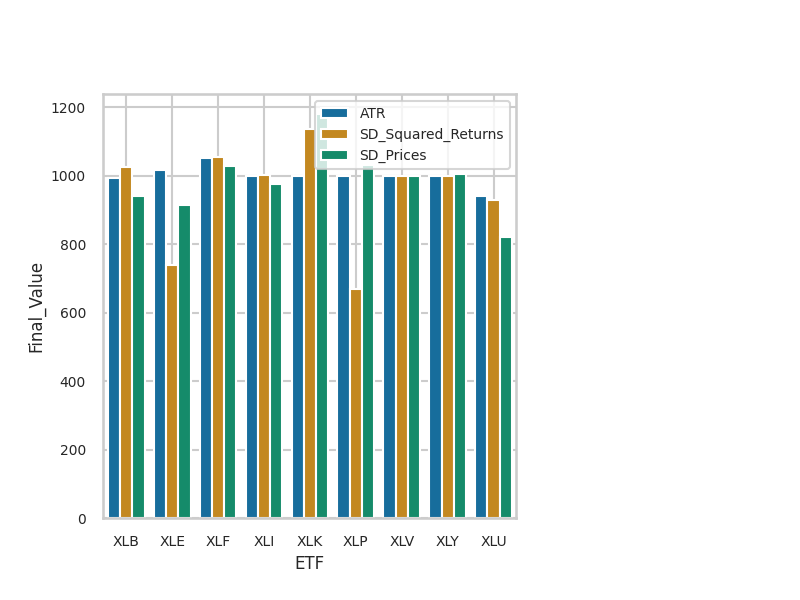 ATR
SD_Squared_Returns
SD_Prices
1200
1000
800
600
400
200
0
Final_Value
XLB XLE XLF XLI XLK XLP XLV XLY XLU
ETF